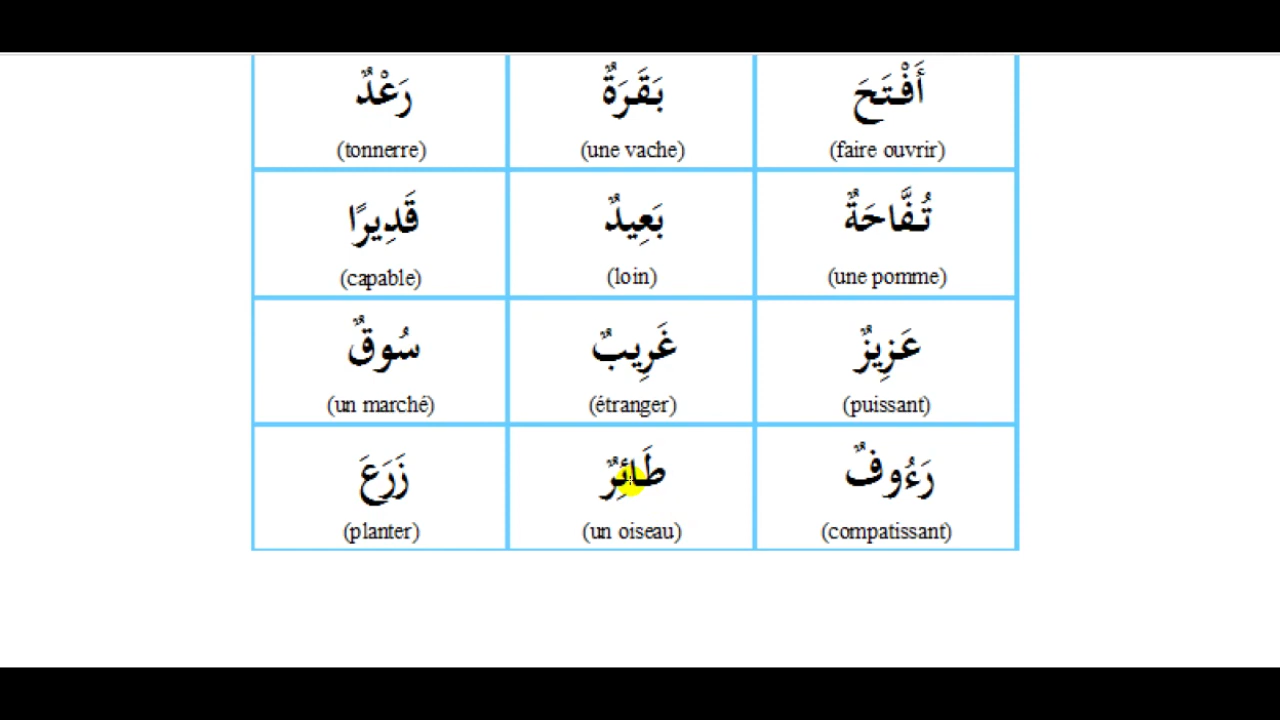 أَفْتَحَ
(faire ouvrir)
بَقَرَةٌ
(une vache)
رَعْدٌ
(tonnerre)
تُفَّاحَةٌ
(une pomme)
بَعِيدٌ
(loin)
قَدِيرًا
(capable)
عَزِيزٌ
(puissant)
غَرِيبٌ
(étranger)
سُوقٌ
(un marché)
رَءُوفٌ
(compatissant)
طَائِرٌ
(un oiseau)
زَرَعَ
(planter)